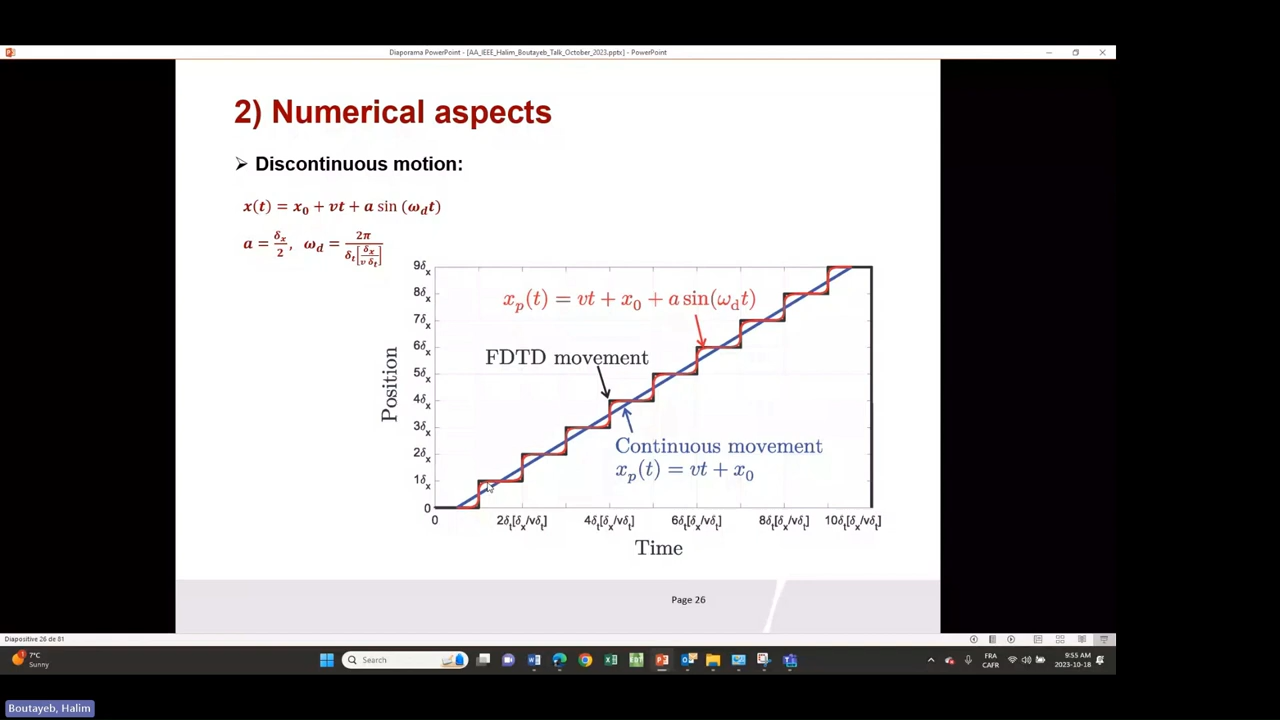 Diaporama PowerPoint - [AA_IEEE_Halim_Boutayeb_Talk_October_2023.pptx] - PowerPoint
2) Numerical aspects
➢ Discontinuous motion:
x(t) = x₀ + vt + a sin (ω_d t)
a = δ_x/2, ω_d = 2π/(δ_t[δ_x/(v δ_t)])
9δ_x
8δ_x
7δ_x
6δ_x
5δ_x
4δ_x
3δ_x
2δ_x
1δ_x
0
Position
x_p(t) = vt + x₀ + a sin(ω_d t)
FDTD movement
Continuous movement
x_p(t) = vt + x₀
0 2δ_t[δ_x/vδ_t] 4δ_t[δ_x/vδ_t] 6δ_t[δ_x/vδ_t] 8δ_t[δ_x/vδ_t] 10δ_t[δ_x/vδ_t]
Time
Page 26
Diapositive 26 de 81
7°C
Sunny
Search
FRA
CAFR
9:55 AM
2023-10-18
Boutayeb, Halim